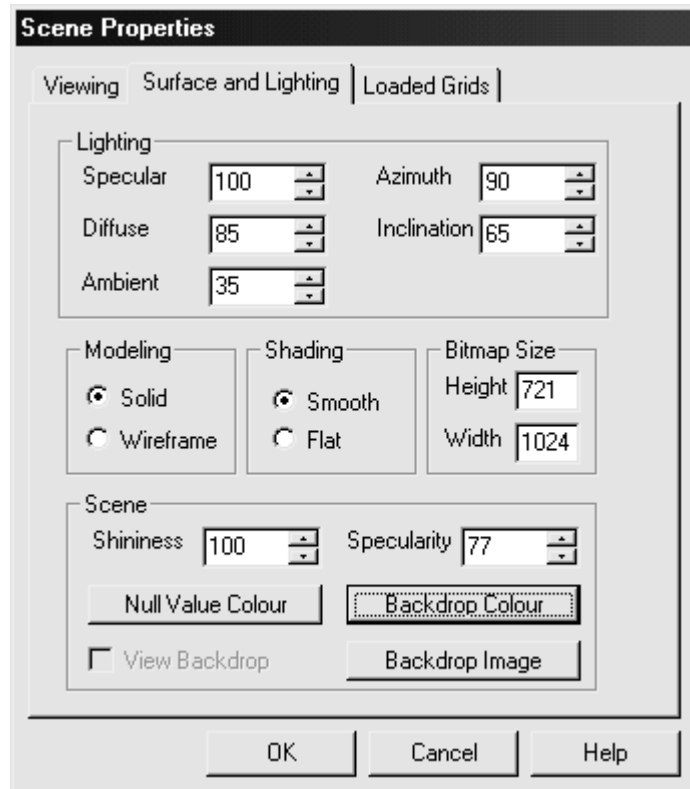 Scene Properties
Viewing Surface and Lighting Loaded Grids
Lighting
Specular 100 Azimuth 90
Diffuse 85 Inclination 65
Ambient 35
Modeling Shading Bitmap Size
Solid Smooth Height 721
Wireframe Flat Width 1024
Scene
Shininess 100 Specularity 77
Null Value Colour Backdrop Colour
View Backdrop Backdrop Image
OK Cancel Help